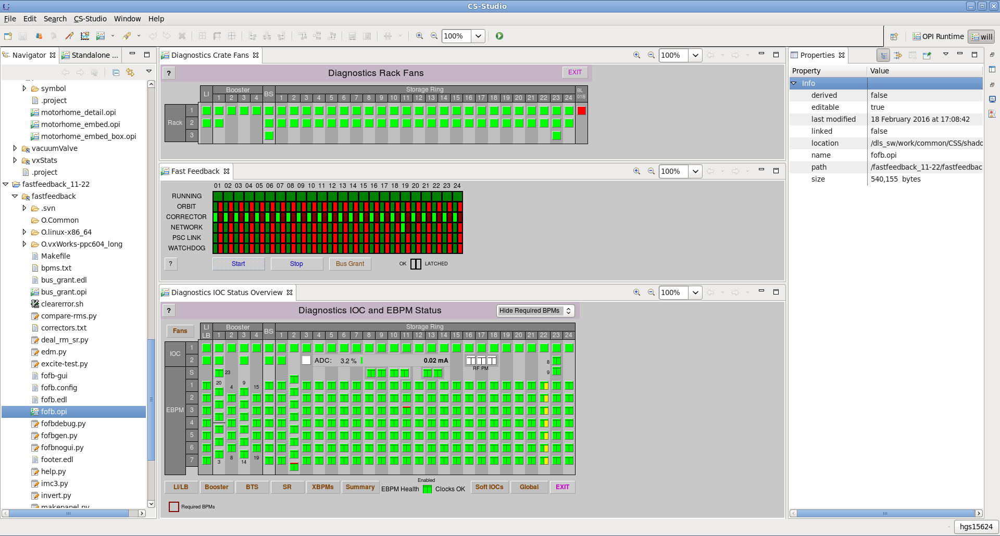 CS-Studio
File Edit Search CS-Studio Window Help
100%
OPI Runtime
will
Navigator
Standalone ...
symbol
.project
motorhome_detail.opi
motorhome_embed.opi
motorhome_embed_box.opi
vacuumValve
vxStats
.project
fastfeedback_11-22
fastfeedback
.svn
O.Common
O.linux-x86_64
O.vxWorks-ppc604_long
Makefile
bpms.txt
bus_grant.edl
bus_grant.opi
clearerror.sh
compare-rms.py
correctors.txt
deal_rm_sr.py
edm.py
excite-test.py
fofb-gui
fofb.config
fofb.edl
fofb.opi
fofbdebug.py
fofbgen.py
fofbnogui.py
footer.edl
help.py
imc3.py
invert.py
makepanel.py
Diagnostics Crate Fans
100%
? Diagnostics Rack Fans EXIT
LI Booster BS Storage Ring BL 01B
1 2 3 4 1 2 3 4 5 6 7 8 9 10 11 12 13 14 15 16 17 18 19 20 21 22 23 24
Rack
1
2
3
Fast Feedback
100%
01 02 03 04 05 06 07 08 09 10 11 12 13 14 15 16 17 18 19 20 21 22 23 24
RUNNING
ORBIT
CORRECTOR
NETWORK
PSC LINK
WATCHDOG
? Start Stop Bus Grant OK LATCHED
Diagnostics IOC Status Overview
100%
? Diagnostics IOC and EBPM Status Hide Required BPMs
Fans
LI LB Booster BS Storage Ring
1 2 3 4 1 2 3 4 5 6 7 8 9 10 11 12 13 14 15 16 17 18 19 20 21 22 23 24
IOC
1
2 ADC: 3.2 % 0.02 mA 8
RF PM
S 23 9
EBPM
20 4 9 15
1
2
3
4
5
6
7
3 8 14 19
Enabled
LI/LB Booster BTS SR XBPMs Summary EBPM Health Clocks OK Soft IOCs Global EXIT
Required BPMs
Properties
Property Value
Info
derived false
editable true
last modified 18 February 2016 at 17:08:42
linked false
location /dls_sw/work/common/CSS/shado
name fofb.opi
path /fastfeedback_11-22/fastfeedbac
size 540,155 bytes
hgs15624